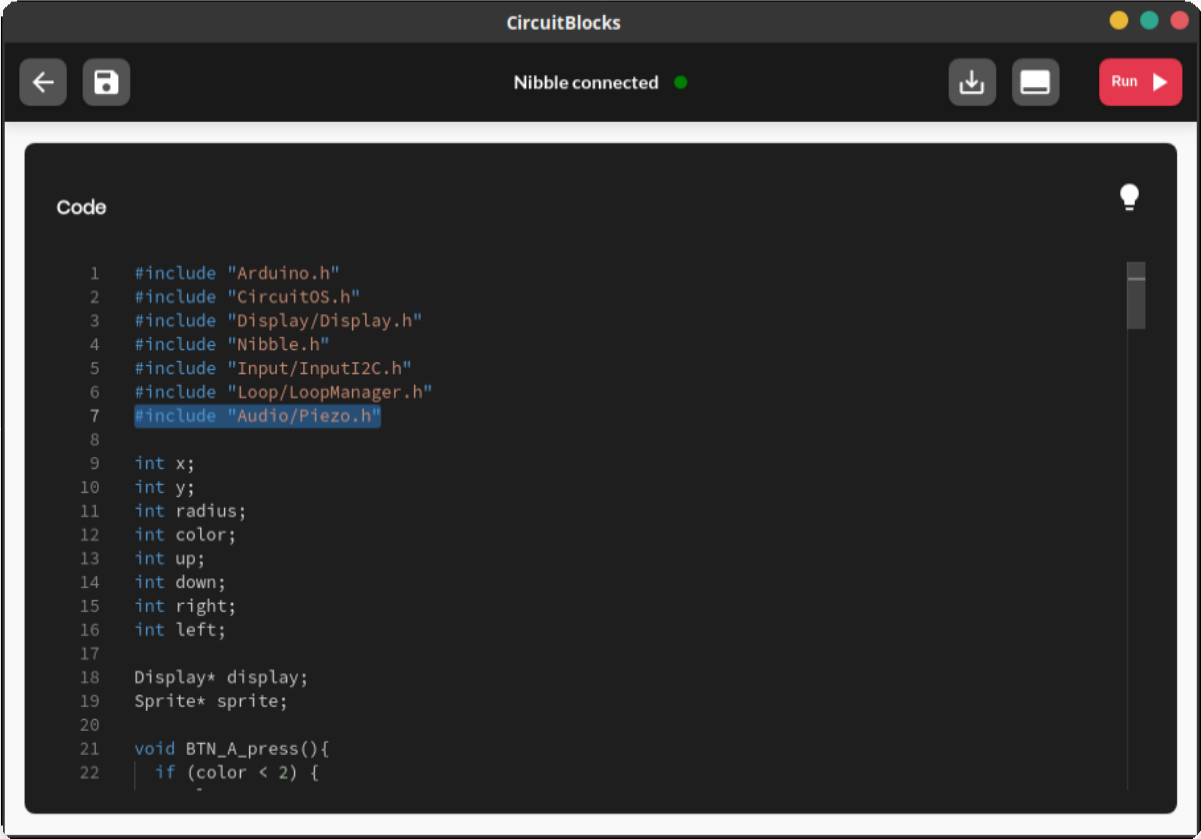 CircuitBlocks
Nibble connected
Run
Code
1 #include "Arduino.h"
2 #include "CircuitOS.h"
3 #include "Display/Display.h"
4 #include "Nibble.h"
5 #include "Input/InputI2C.h"
6 #include "Loop/LoopManager.h"
7 #include "Audio/Piezo.h"
8
9 int x;
10 int y;
11 int radius;
12 int color;
13 int up;
14 int down;
15 int right;
16 int left;
17
18 Display* display;
19 Sprite* sprite;
20
21 void BTN_A_press(){
22 if (color < 2) {